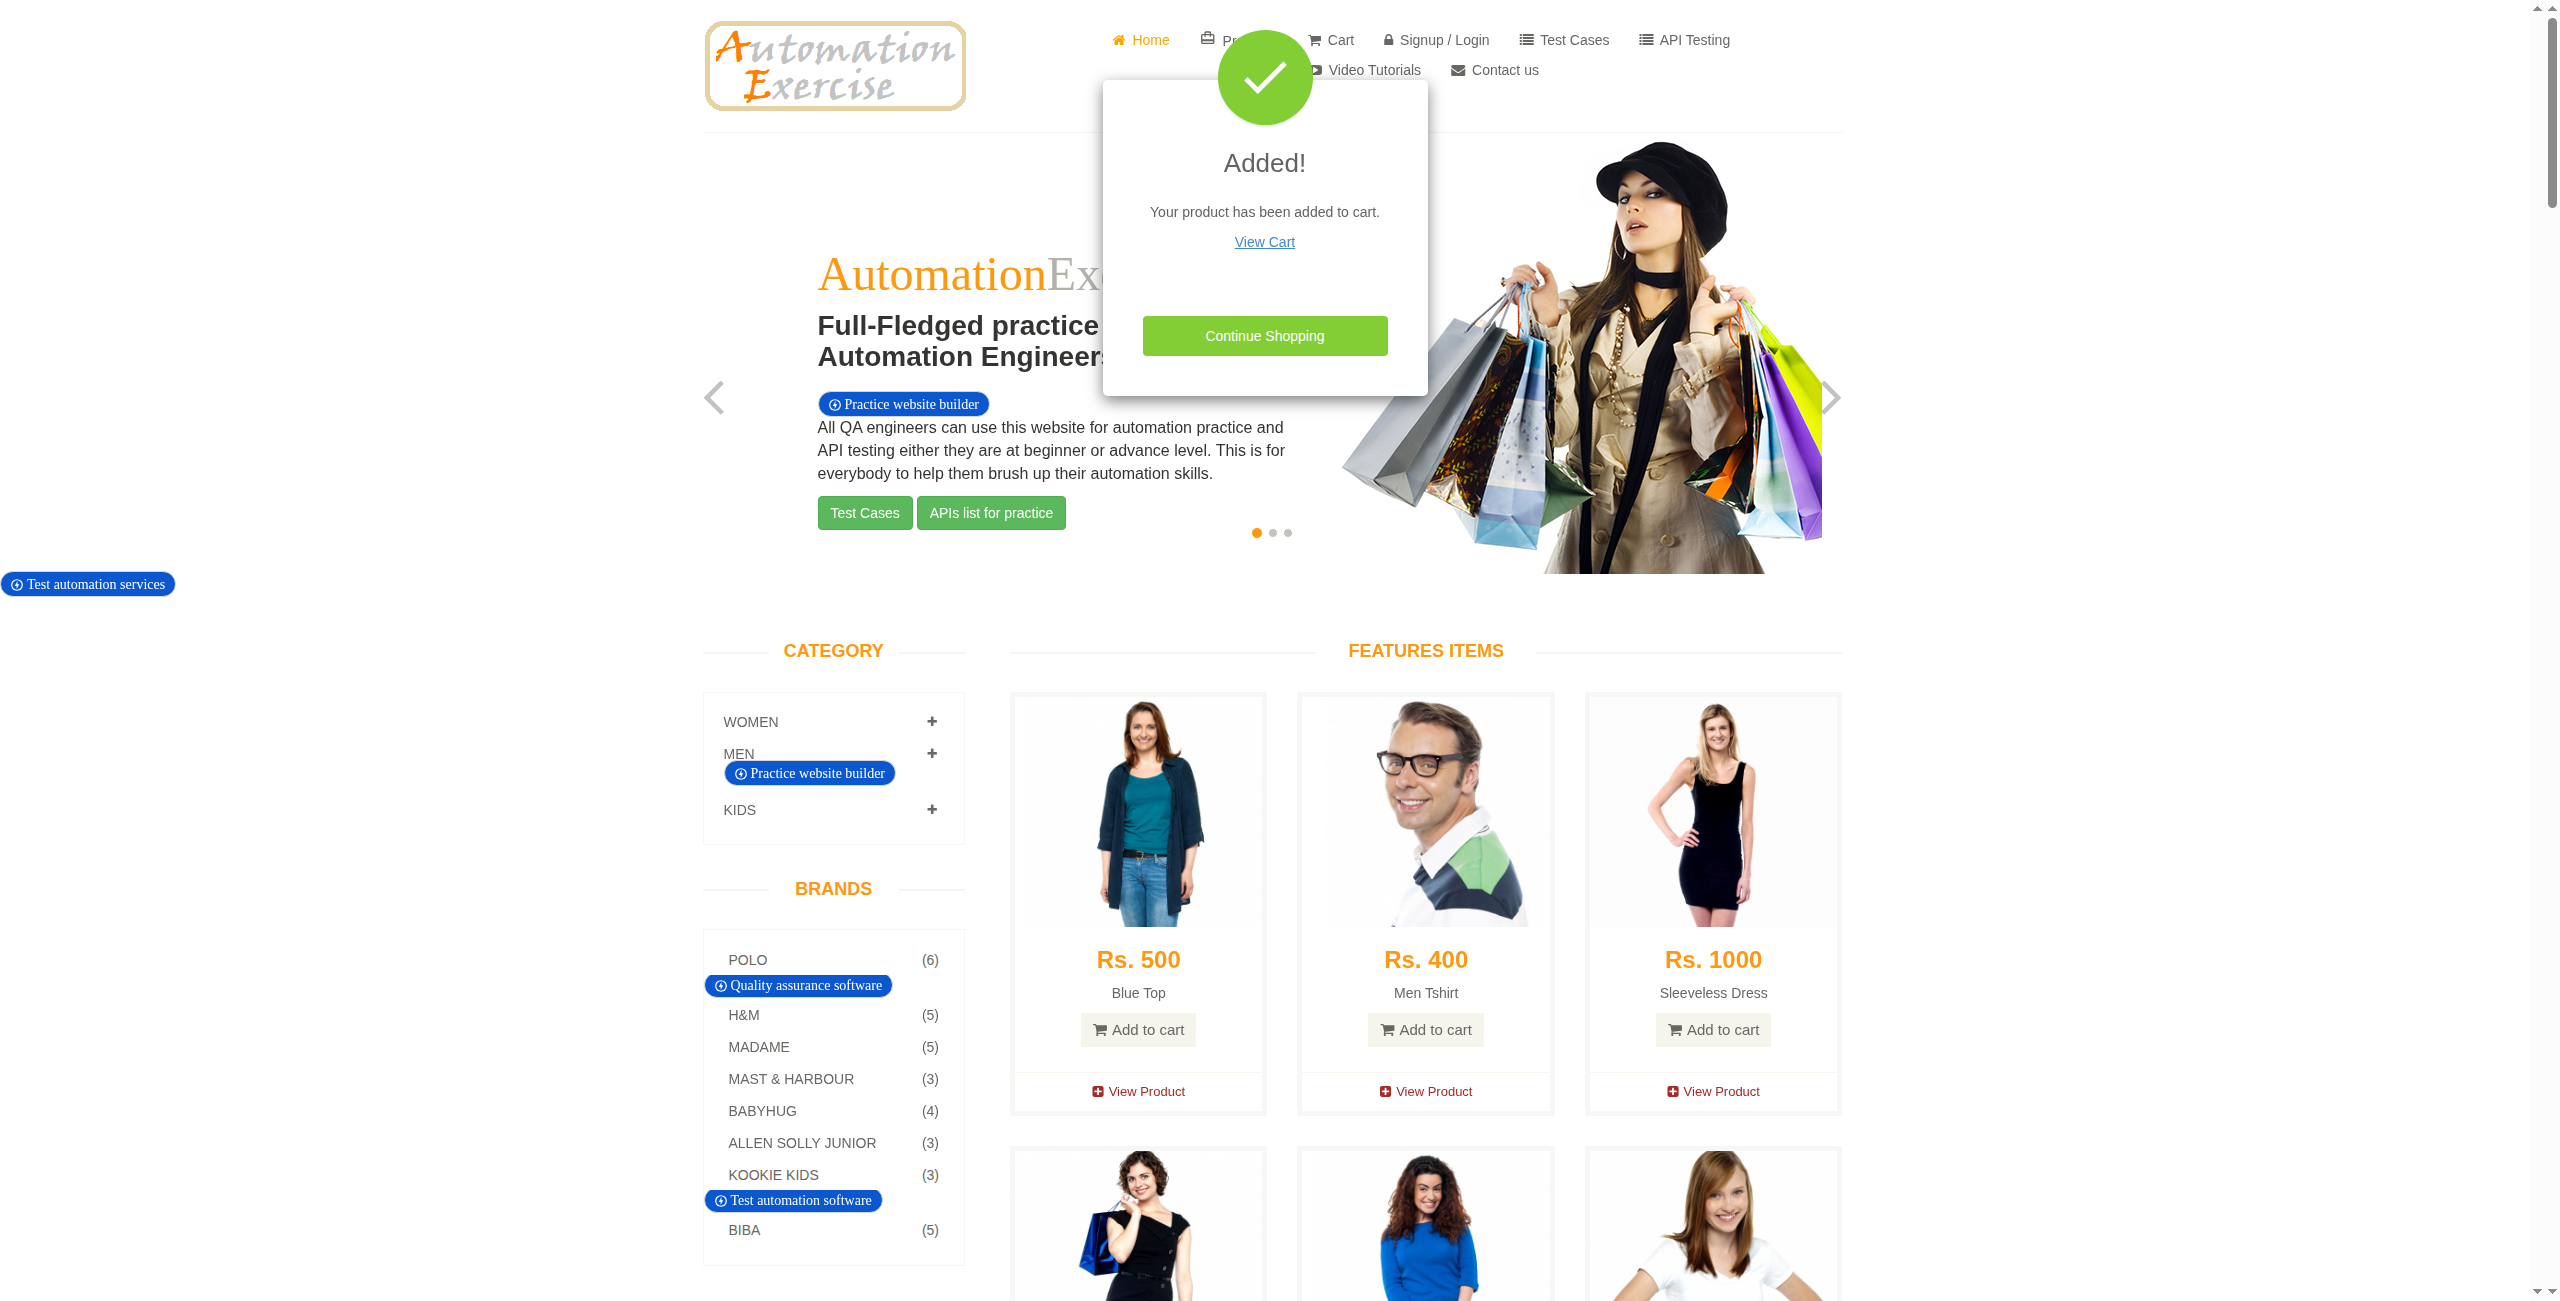 Automation
Exercise
Home
Pr
Cart
Signup / Login
Test Cases
API Testing
Video Tutorials
Contact us
Added!
Your product has been added to cart.
View Cart
Continue Shopping
AutomationEx
Full-Fledged practice
Automation Engineers
Practice website builder
All QA engineers can use this website for automation practice and
API testing either they are at beginner or advance level. This is for
everybody to help them brush up their automation skills.
Test Cases
APIs list for practice
Test automation services
CATEGORY
WOMEN
MEN
Practice website builder
KIDS
BRANDS
POLO (6)
Quality assurance software
H&M (5)
MADAME (5)
MAST & HARBOUR (3)
BABYHUG (4)
ALLEN SOLLY JUNIOR (3)
KOOKIE KIDS (3)
Test automation software
BIBA (5)
FEATURES ITEMS
Rs. 500
Blue Top
Add to cart
View Product
Rs. 400
Men Tshirt
Add to cart
View Product
Rs. 1000
Sleeveless Dress
Add to cart
View Product